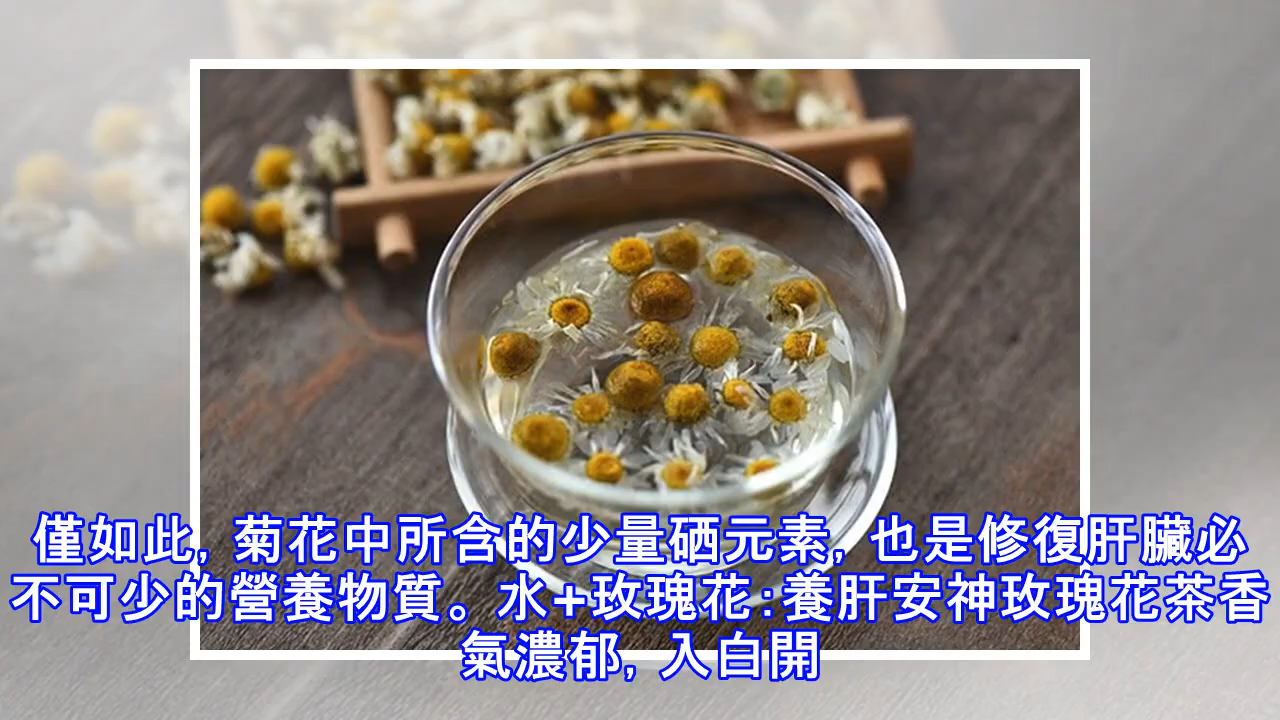 僅如此, 菊花中所含的少量硒元素, 也是修復肝臟必
不可少的營養物質。水+玫瑰花:養肝安神玫瑰花茶香
氣濃郁, 入白開